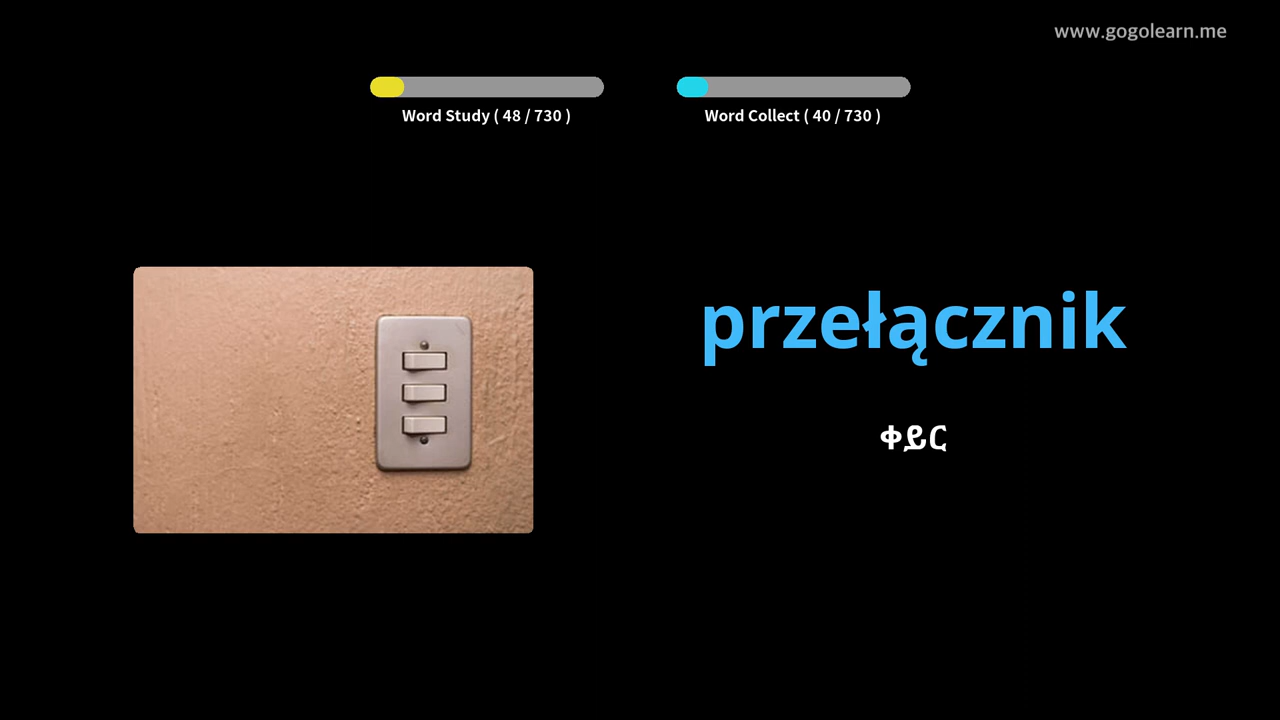 www.gogolearn.me
Word Study ( 48 / 730 )
Word Collect ( 40 / 730 )
przełącznik
ቀይር